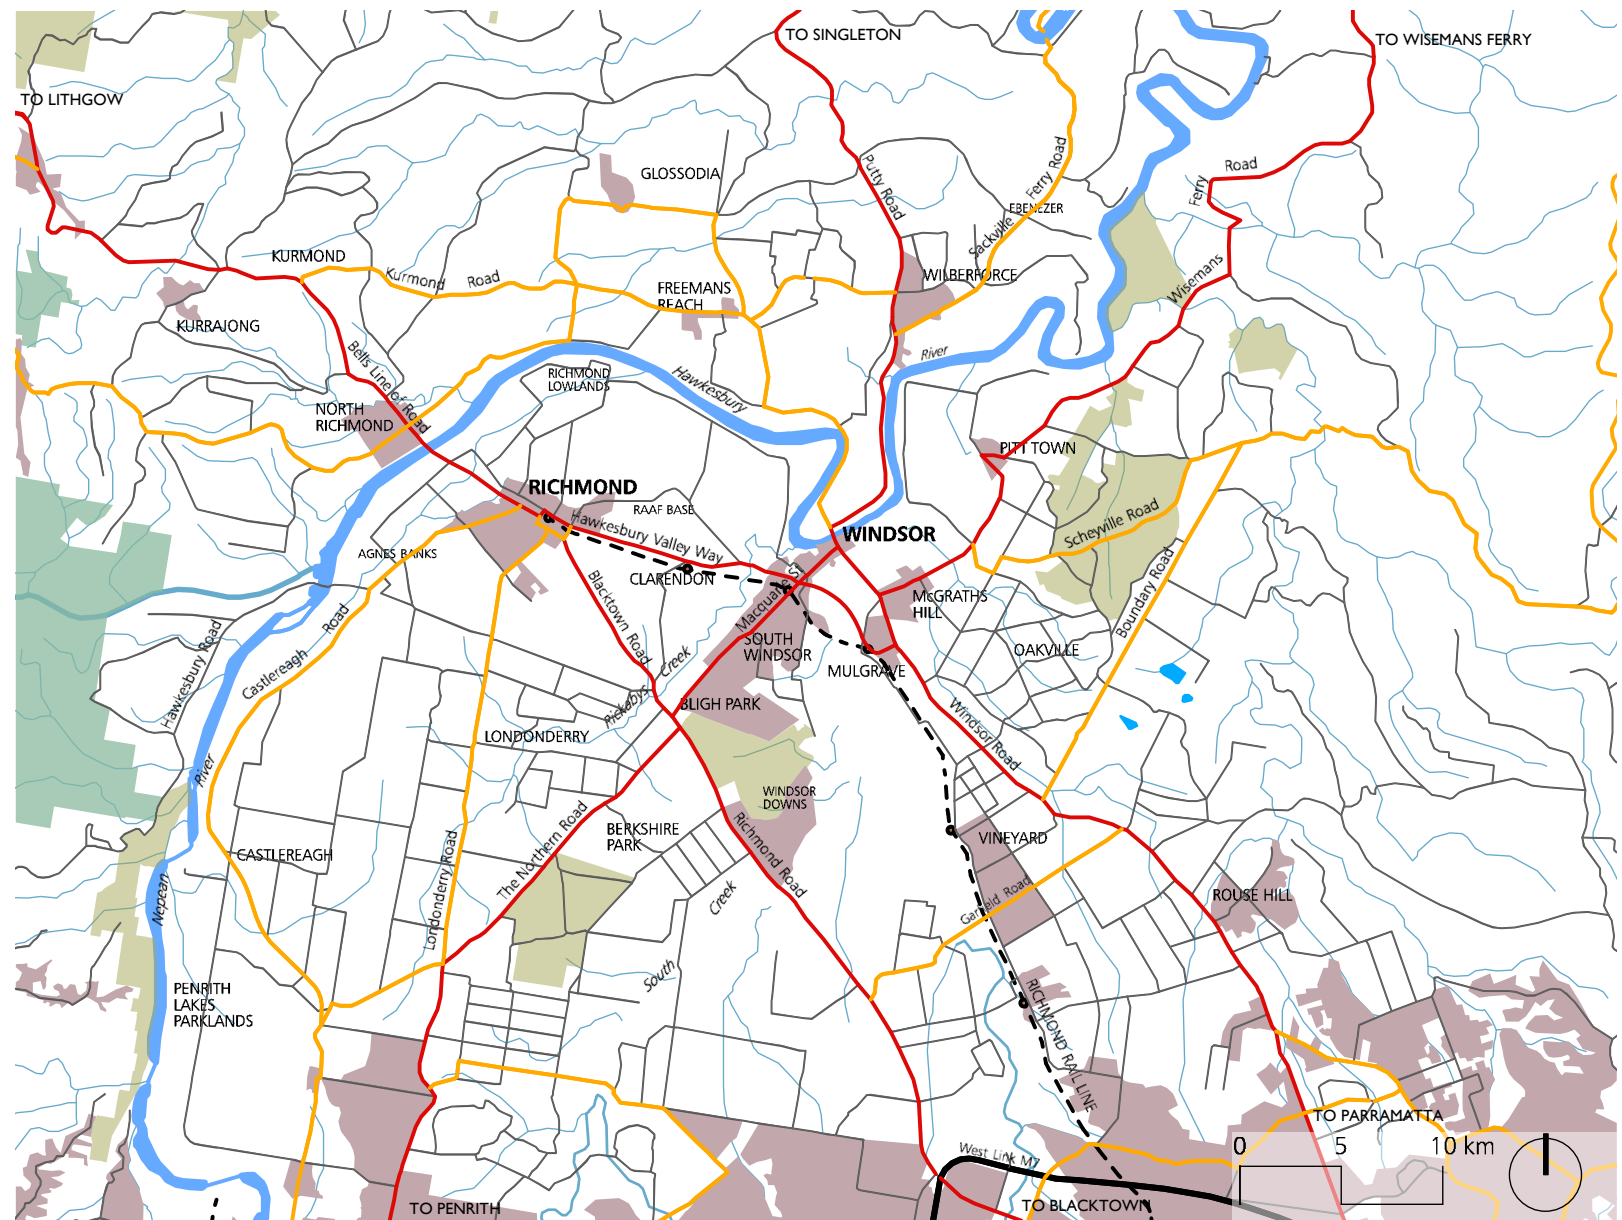 TO SINGLETON
TO WISEMANS FERRY
TO LITHGOW
Putty Road
Ferry Road
Sackville
Road
Ferry
Wisemans
GLOSSODIA
EBENEZER
KURMOND
Kurmond
Road
WILBERFORCE
FREEMANS
REACH
KURRAJONG
Bells Line of Road
River
RICHMOND
LOWLANDS
Hawkesbury
NORTH
RICHMOND
PITT TOWN
RICHMOND
RAAF BASE
Hawkesbury Valley Way
WINDSOR
Scheyville Road
AGNES BANKS
CLARENDON
Macquarie St
McGRATHS
HILL
Blacktown Road
Boundary Road
Road
Castlereagh
Hawkesbury Road
SOUTH
WINDSOR
OAKVILLE
MULGRAVE
Creek
Rickabys
BLIGH PARK
Windsor Road
LONDONDERRY
River
WINDSOR
DOWNS
BERKSHIRE
PARK
The Northern Road
Richmond Road
VINEYARD
CASTLEREAGH
Londonderry Road
Garfield Road
ROUSE HILL
Nepean
Creek
South
PENRITH
LAKES
PARKLANDS
RICHMOND RAIL LINE
TO PARRAMATTA
0 5 10 km
West Link M7
TO PENRITH
TO BLACKTOWN